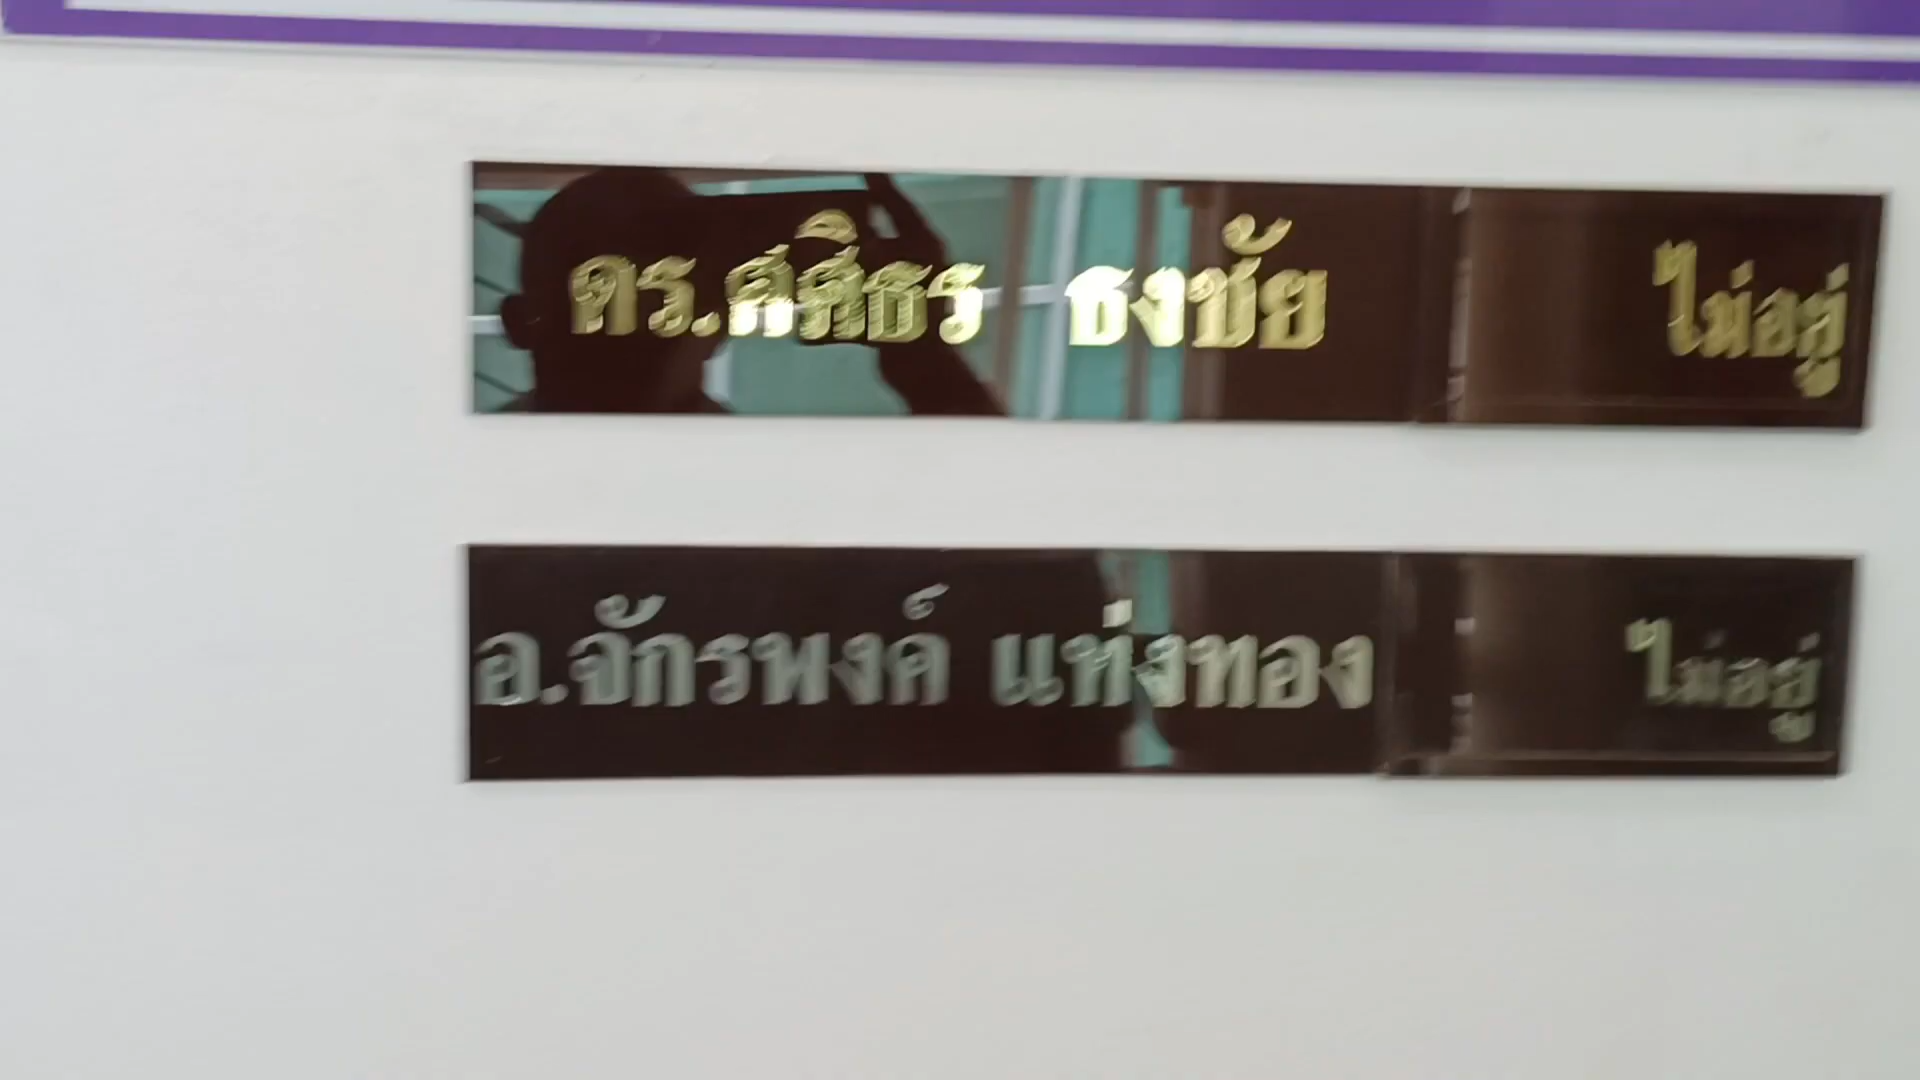 ดร.ศศิธร ธงชัย ไม่อยู่
อ.จักรพงค์ แห่งทอง ไม่อยู่